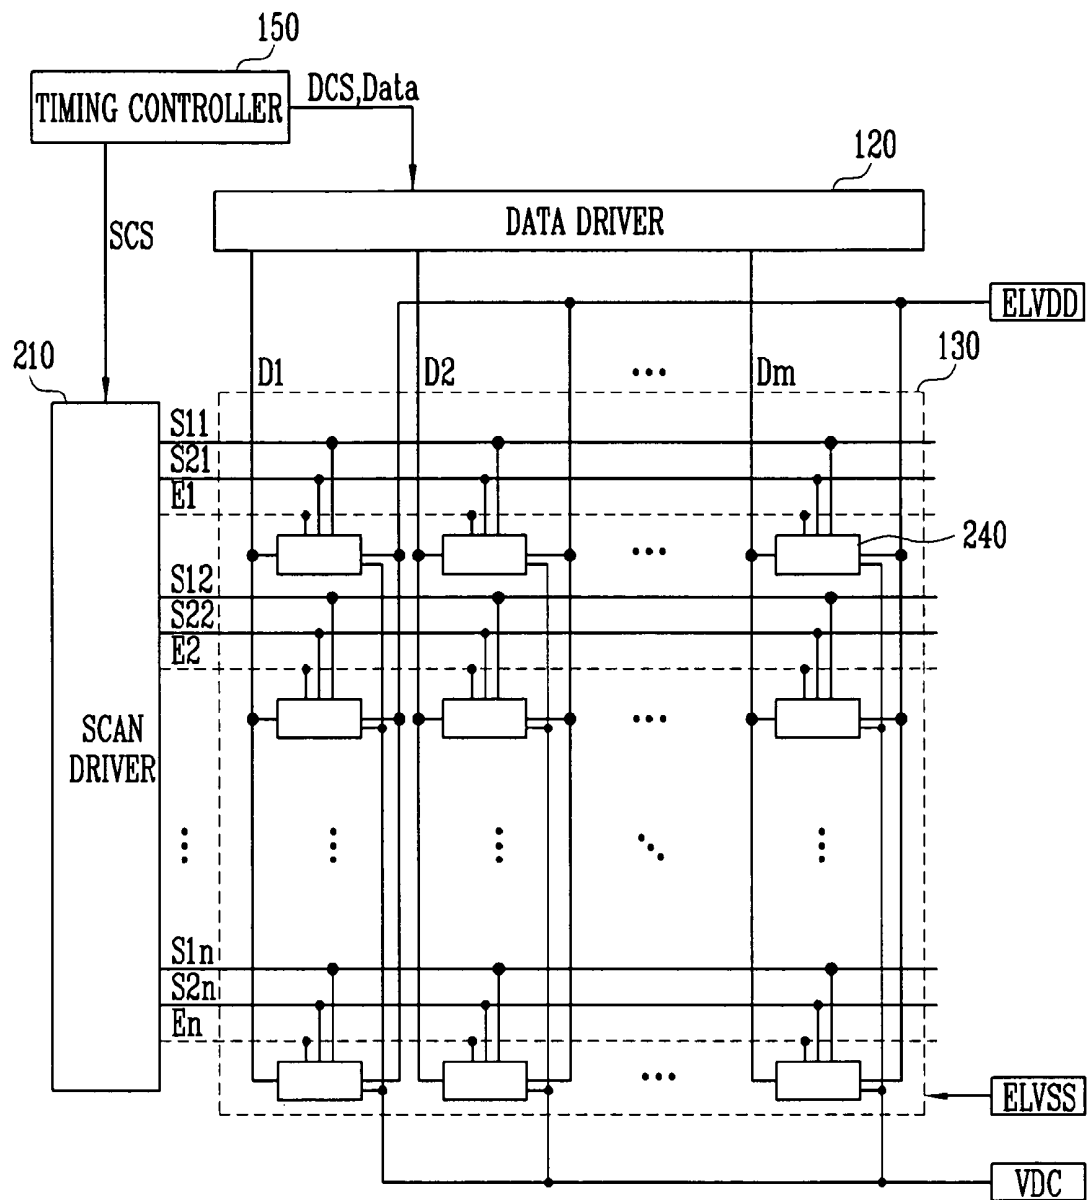 150
TIMING CONTROLLER
DCS,Data
120
DATA DRIVER
SCS
ELVDD
210
130
D1
D2
...
Dm
S11
S21
E1
240
...
S12
S22
E2
...
SCAN
DRIVER
S1n
S2n
En
...
ELVSS
VDC